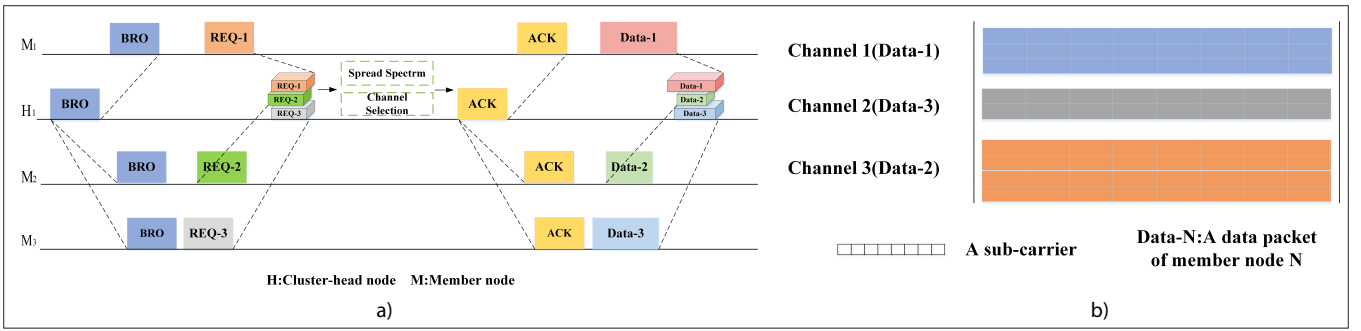 M1
BRO
REQ-1
ACK
Data-1
H1
BRO
REQ-1
REQ-2
REQ-3
Spread Spectrm
Channel
Selection
ACK
Data-1
Data-2
Data-3
M2
BRO
REQ-2
ACK
Data-2
M3
BRO
REQ-3
ACK
Data-3
H:Cluster-head node M:Member node
a)
Channel 1(Data-1)
Channel 2(Data-3)
Channel 3(Data-2)
A sub-carrier
Data-N:A data packet
of member node N
b)